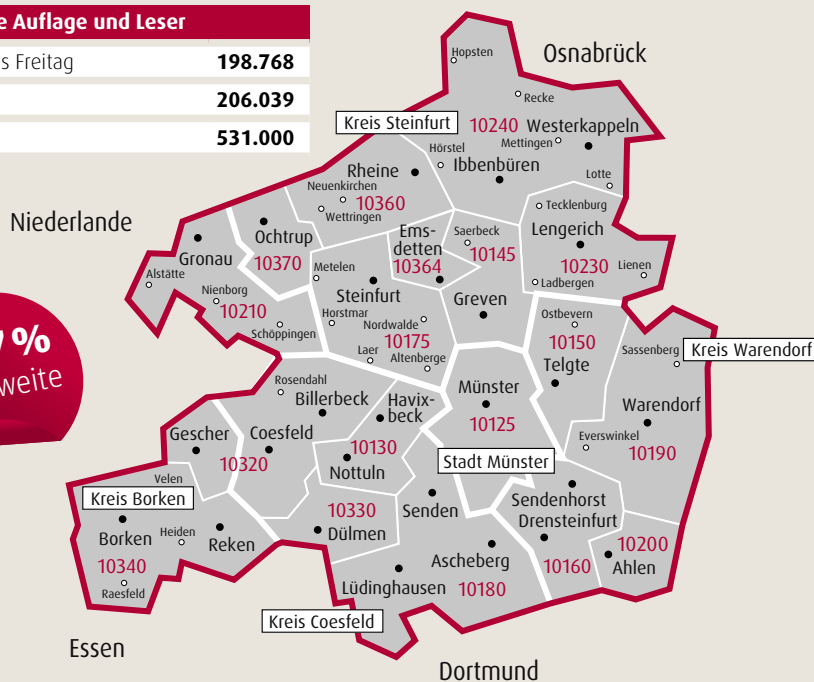 e Auflage und Leser
s Freitag 198.768
206.039
531.000
7 %
weite
Osnabrück
Niederlande
Essen
Dortmund
Kreis Steinfurt
Kreis Warendorf
Stadt Münster
Kreis Borken
Kreis Coesfeld
Hopsten
Recke
10240
Westerkappeln
Mettingen
Hörstel
Ibbenbüren
Lotte
Rheine
Neuenkirchen
10360
Wettringen
Tecklenburg
Lengerich
10230
Lienen
Ladbergen
Ochtrup
10370
Gronau
Alstätte
Nienborg
10210
Schöppingen
Ems-
detten
10364
Saerbeck
10145
Greven
Metelen
Steinfurt
Horstmar
Nordwalde
10175
Laer
Altenberge
Ostbevern
10150
Telgte
Sassenberg
Warendorf
Everswinkel
10190
Münster
10125
Rosendahl
Billerbeck
Havix-
beck
Coesfeld
10130
Nottuln
Gescher
10320
Velen
Borken
Heiden
Reken
10340
Raesfeld
10330
Dülmen
Senden
Ascheberg
Lüdinghausen
10180
Sendenhorst
Drensteinfurt
10160
10200
Ahlen